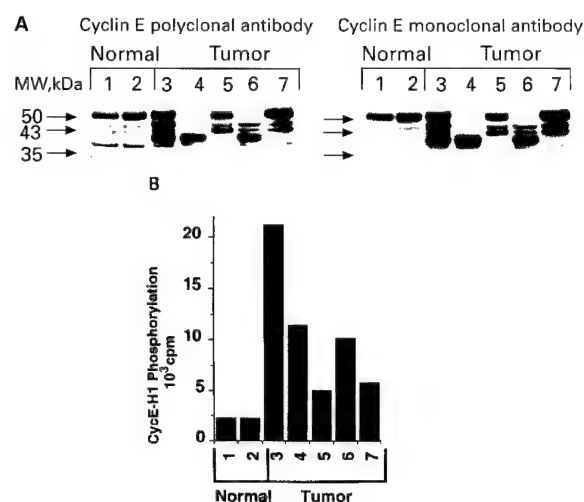 A
Cyclin E polyclonal antibody
Cyclin E monoclonal antibody
Normal Tumor
Normal Tumor
MW,kDa 1 2 3 4 5 6 7
1 2 3 4 5 6 7
50
43
35
B
CycE-H1 Phosphorylation
10³cpm
20
15
10
5
0
1 2 3 4 5 6 7
Normal Tumor